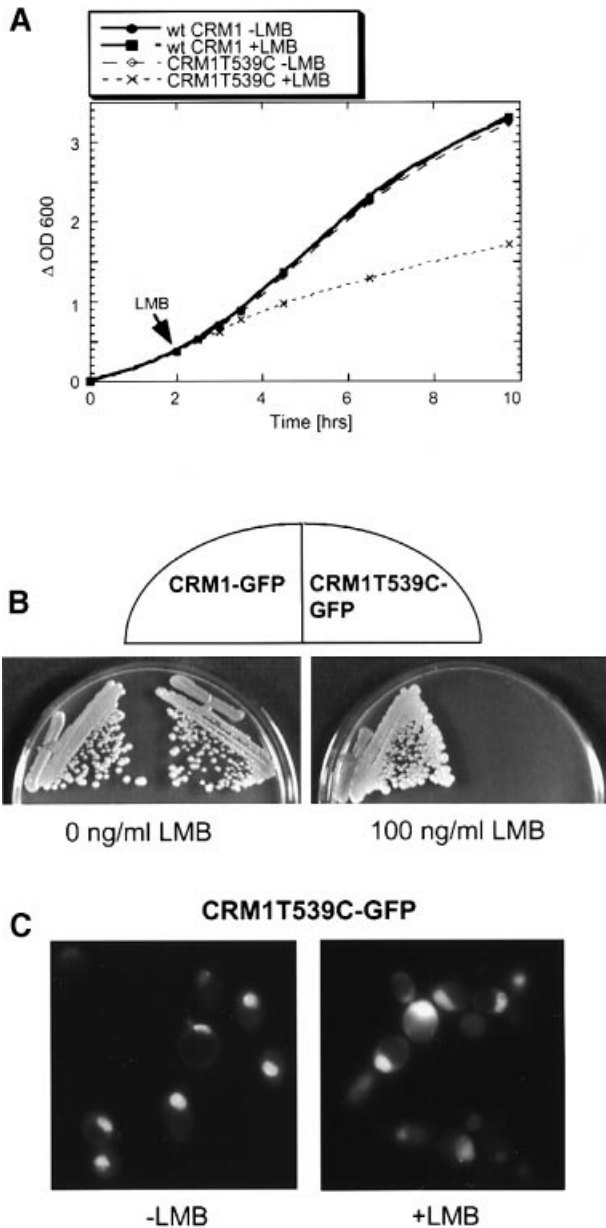 A
wt CRM1 -LMB
wt CRM1 +LMB
CRM1T539C -LMB
CRM1T539C +LMB
3
2
1
0
Δ OD 600
LMB
0 2 4 6 8 10
Time [hrs]
B
CRM1-GFP
CRM1T539C-
GFP
0 ng/ml LMB
100 ng/ml LMB
CRM1T539C-GFP
C
-LMB
+LMB